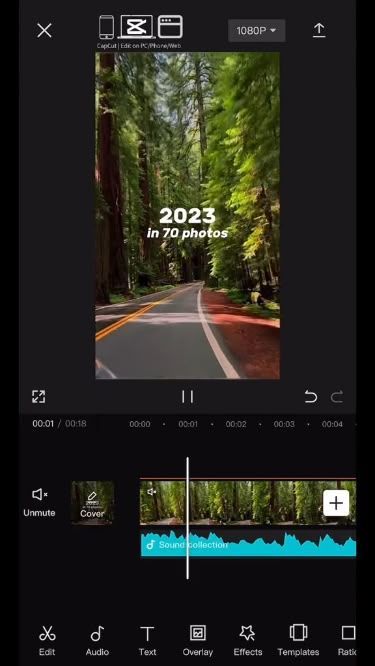 CapCut | Edit on PC/Phone/Web
1080P
2023
in 70 photos
00:01 / 00:18
00:00
00:01
00:02
00:03
00:04
Unmute
Cover
Sound collection
Edit
Audio
Text
Overlay
Effects
Templates
Ratio